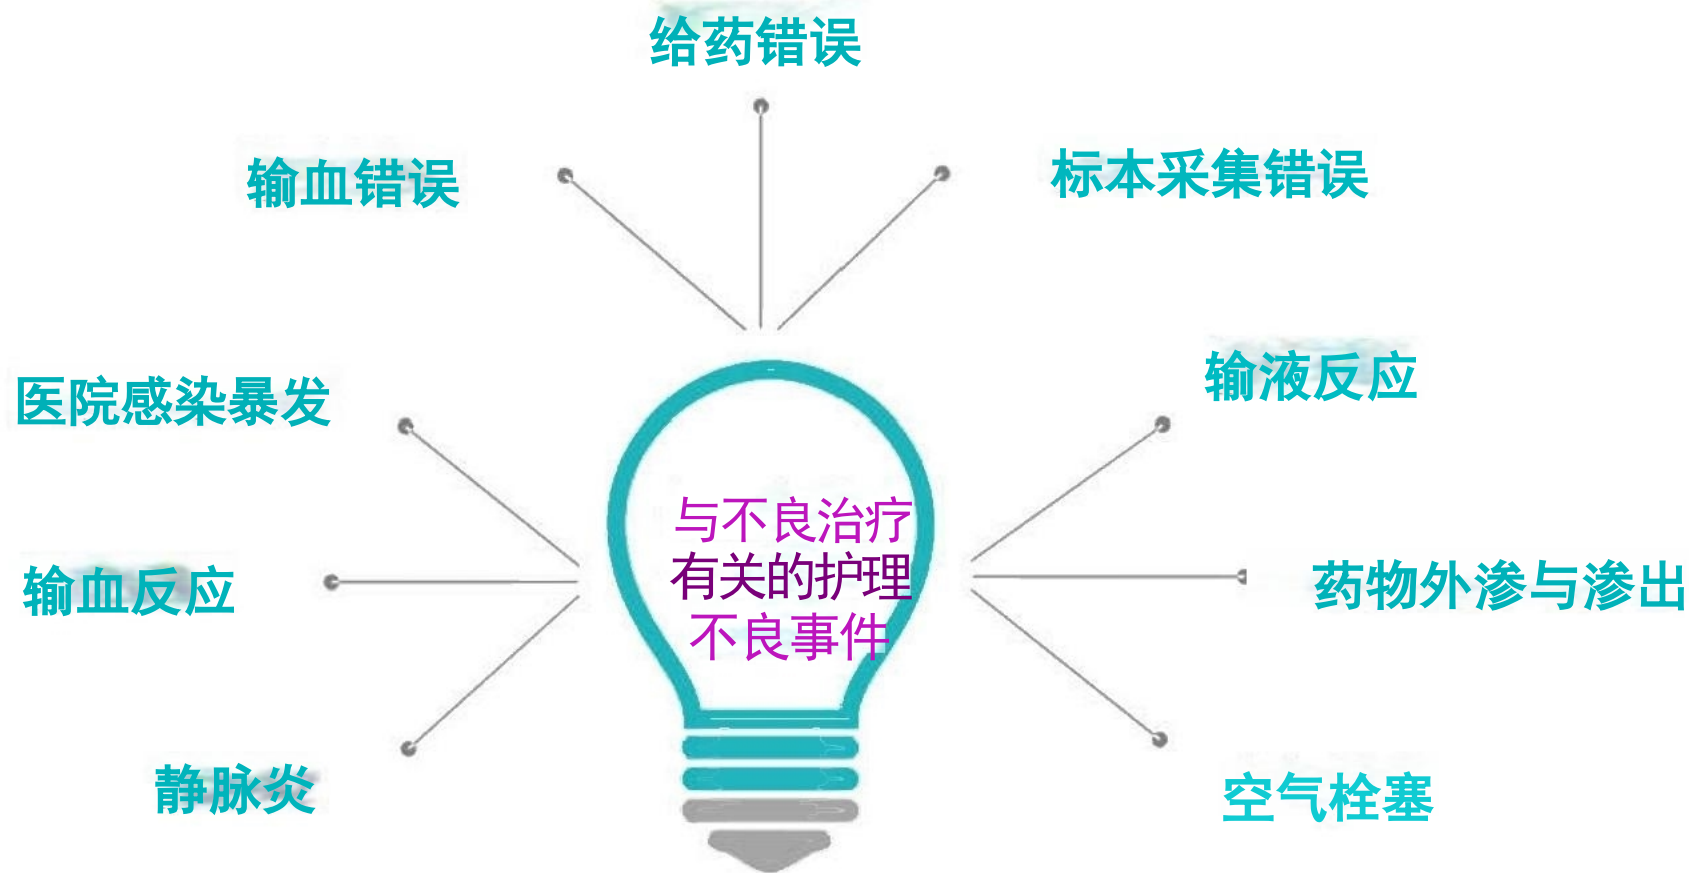 给药错误
输血错误
标本采集错误
医院感染暴发
输液反应
与不良治疗
有关的护理
不良事件
输血反应
药物外渗与渗出
静脉炎
空气栓塞